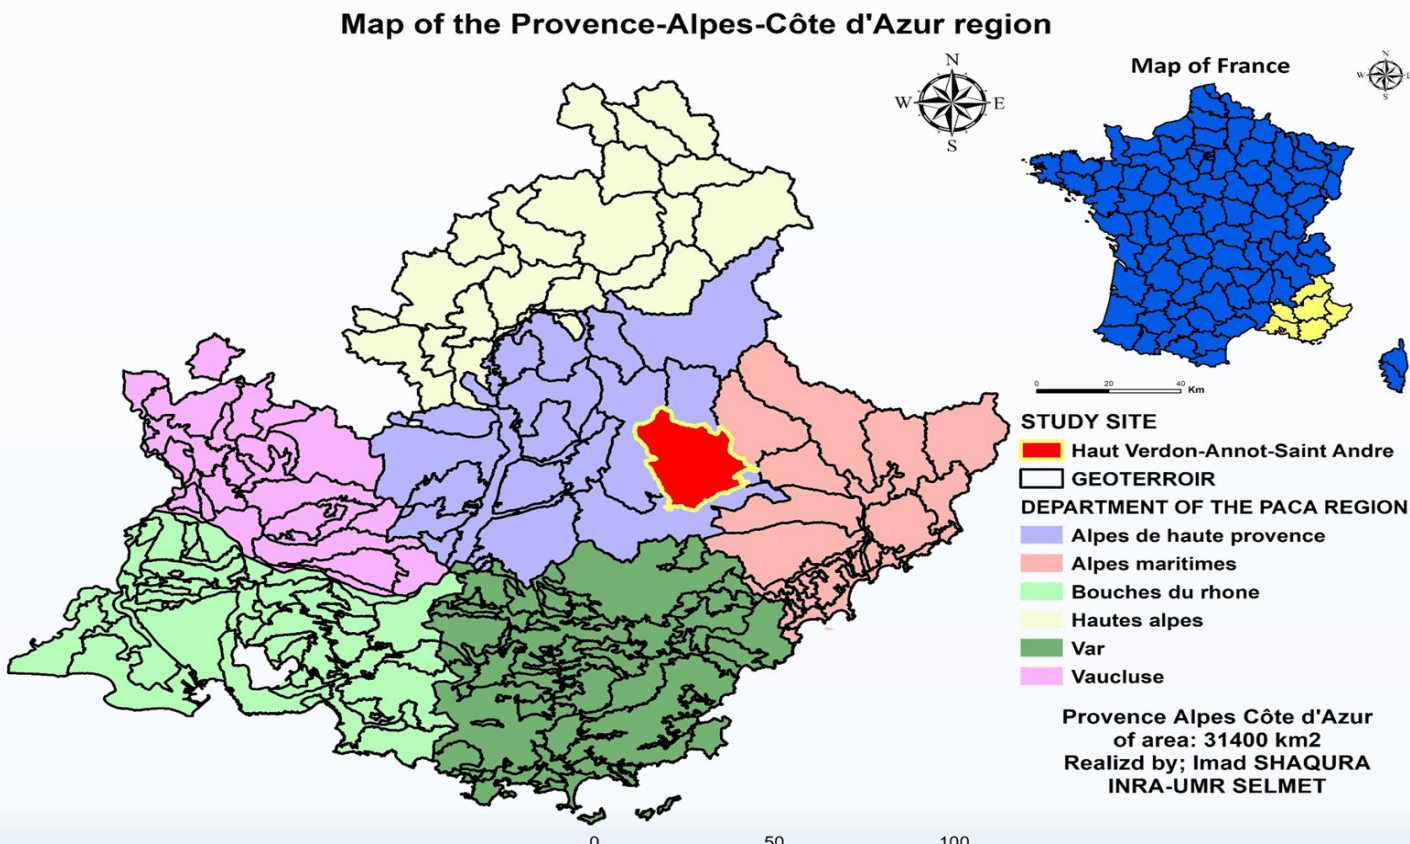 Map of the Provence-Alpes-Côte d'Azur region
N
W E
S
Map of France
N
W
S
0 20 40 Km
STUDY SITE
Haut Verdon-Annot-Saint Andre
GEOTERROIR
DEPARTMENT OF THE PACA REGION
Alpes de haute provence
Alpes maritimes
Bouches du rhone
Hautes alpes
Var
Vaucluse
Provence Alpes Côte d'Azur
of area: 31400 km2
Realizd by; Imad SHAQURA
INRA-UMR SELMET
0 50 100